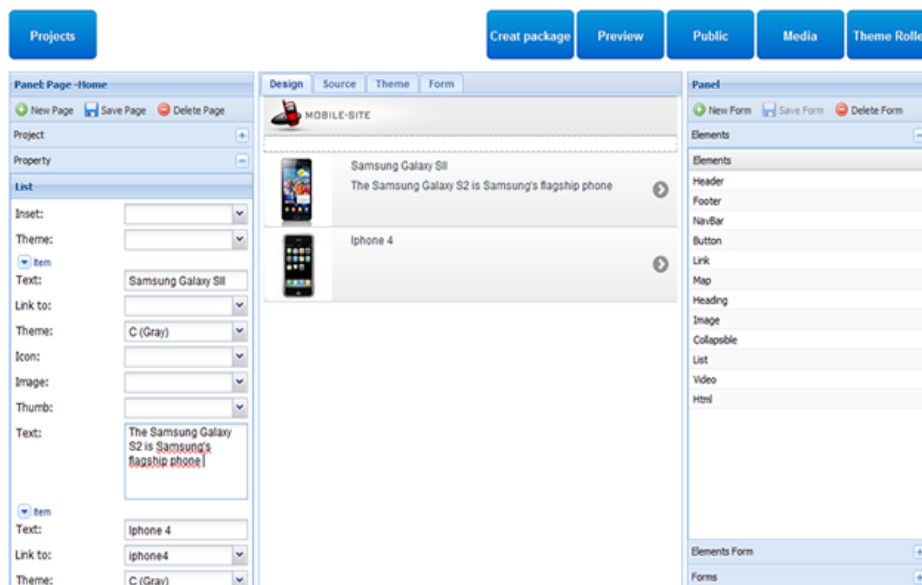 Projects
Creat package
Preview
Public
Media
Theme Rolle
Panel: Page -Home
New Page
Save Page
Delete Page
Project
Property
List
Inset:
Theme:
Item
Text: Samsung Galaxy SII
Link to:
Theme: C (Gray)
Icon:
Image:
Thumb:
Text: The Samsung Galaxy
S2 is Samsung's
flagship phone
Item
Text: Iphone 4
Link to: iphone4
Theme: C (Gray)
Design
Source
Theme
Form
MOBILE-SITE
Samsung Galaxy SII
The Samsung Galaxy S2 is Samsung's flagship phone
Iphone 4
Panel
New Form
Save Form
Delete Form
Elements
Elements
Header
Footer
NavBar
Button
Link
Map
Heading
Image
Collapsible
List
Video
Html
Elements Form
Forms